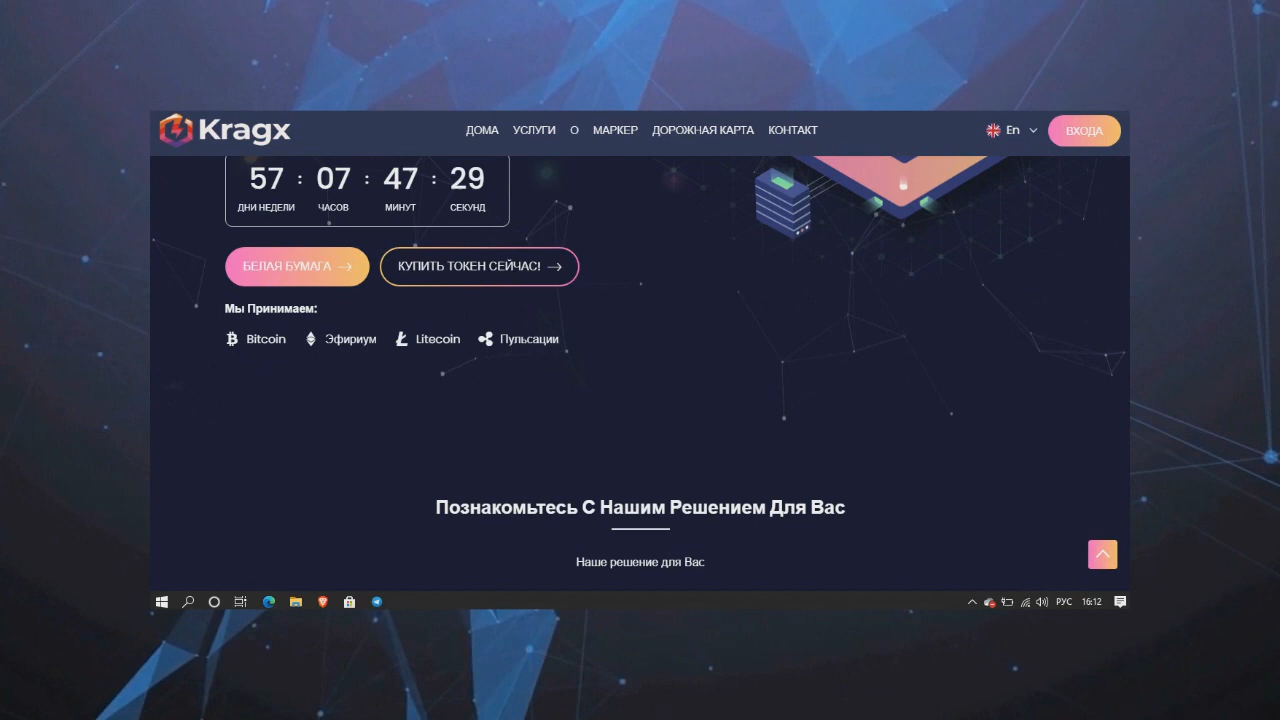 Kragx
ДОМА УСЛУГИ О МАРКЕР ДОРОЖНАЯ КАРТА КОНТАКТ
En
ВХОДА
57 : 07 : 47 : 29
ДНИ НЕДЕЛИ ЧАСОВ МИНУТ СЕКУНД
БЕЛАЯ БУМАГА
КУПИТЬ ТОКЕН СЕЙЧАС!
Мы Принимаем:
Bitcoin Эфириум Litecoin Пульсации
Познакомьтесь С Нашим Решением Для Вас
Наше решение для Вас
РУС 16:12